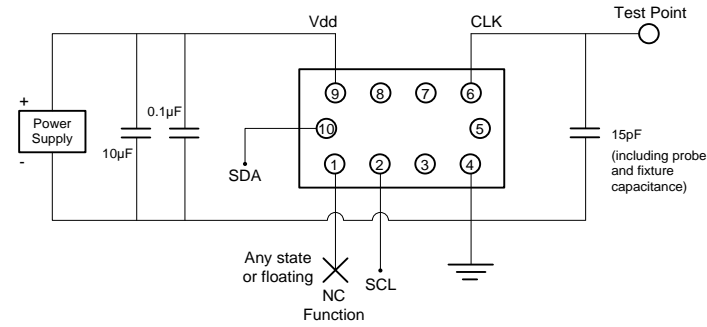 Test Point
Vdd
CLK
+
Power
Supply
-
10µF
0.1µF
9
8
7
6
10
5
1
2
3
4
SDA
15pF
(including probe
and fixture
capacitance)
Any state
or floating
NC
Function
SCL